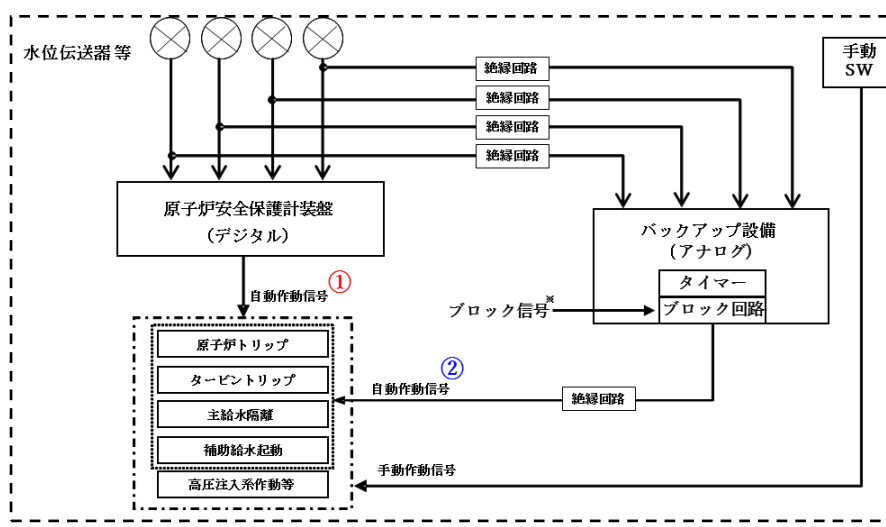 水位伝送器等
手動
SW
絶縁回路
絶縁回路
絶縁回路
絶縁回路
原子炉安全保護計装盤
(デジタル)
バックアップ設備
(アナログ)
タイマー
ブロック回路
ブロック信号※
自動作動信号
①
原子炉トリップ
タービントリップ
主給水隔離
補助給水起動
高圧注入系作動等
②
自動作動信号
絶縁回路
手動作動信号